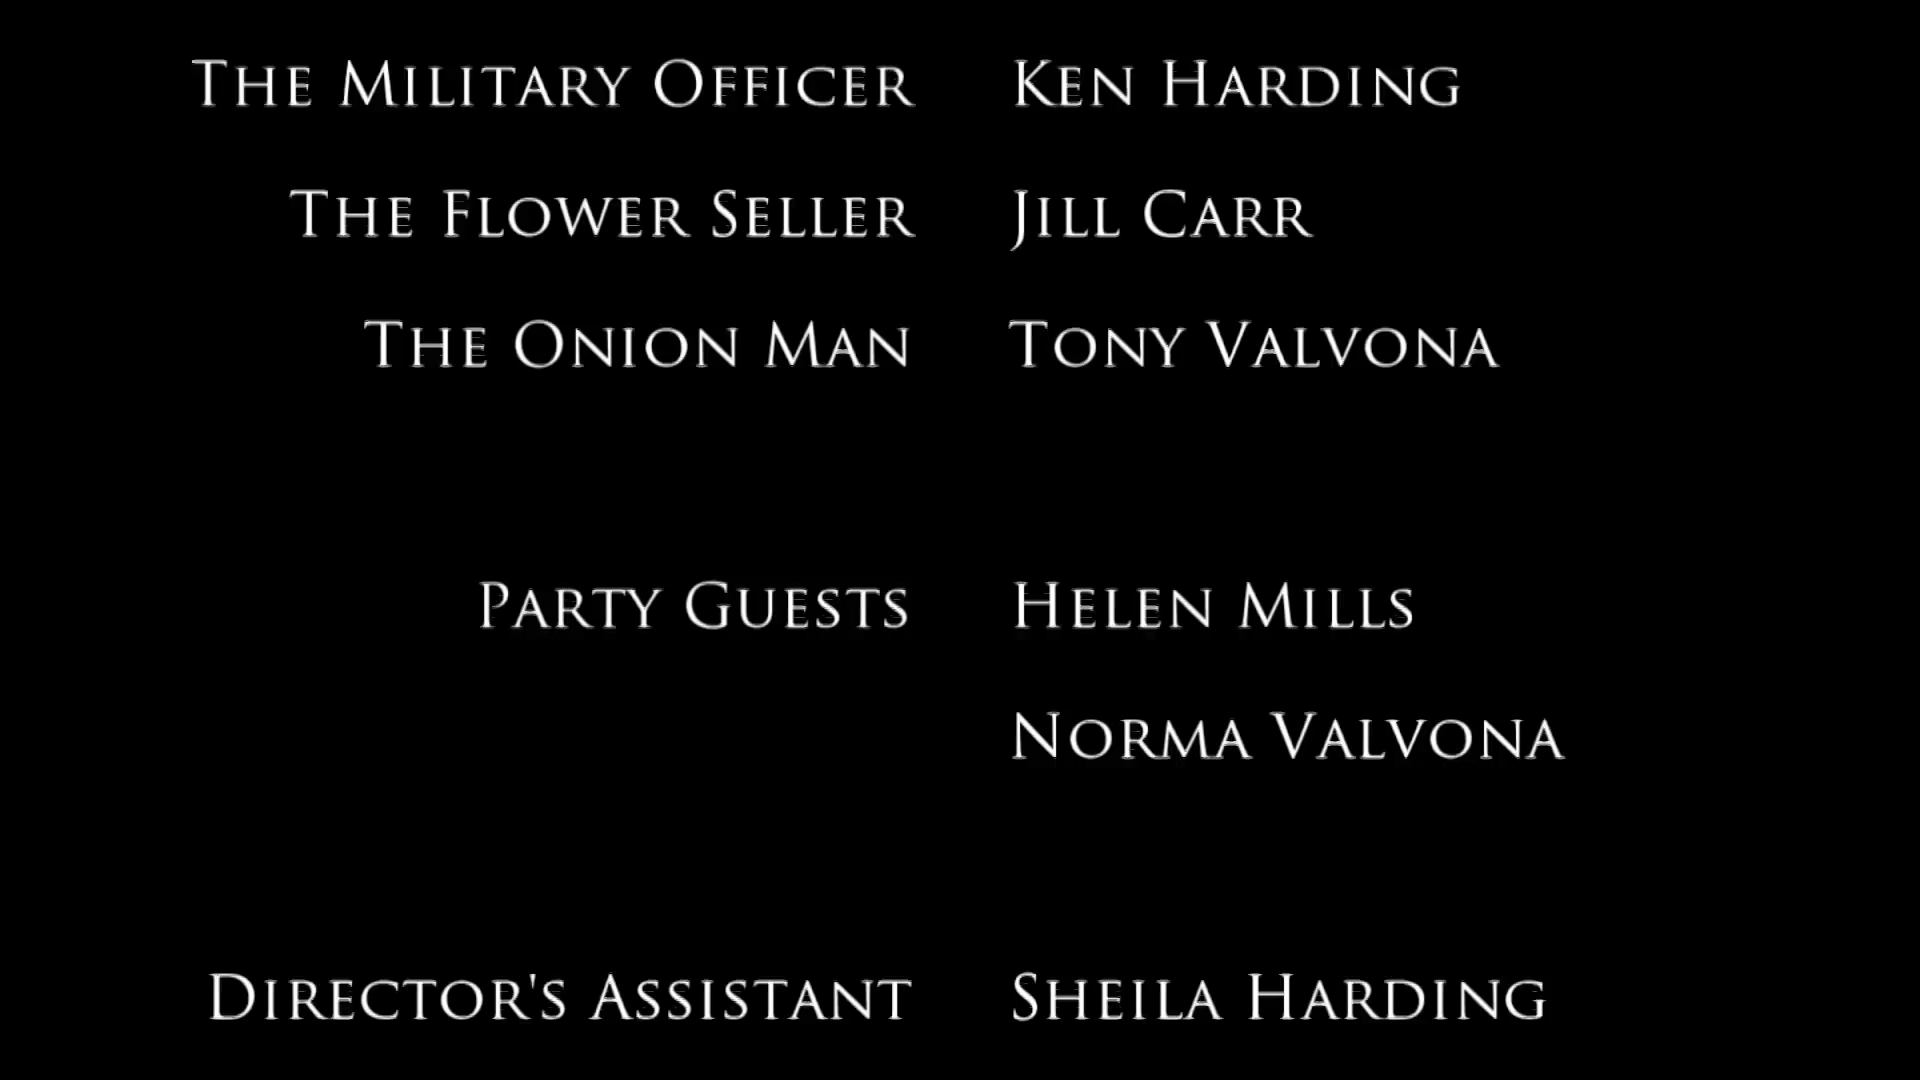 The Military Officer Ken Harding
The Flower Seller Jill Carr
The Onion Man Tony Valvona
Party Guests Helen Mills
Norma Valvona
Director's Assistant Sheila Harding